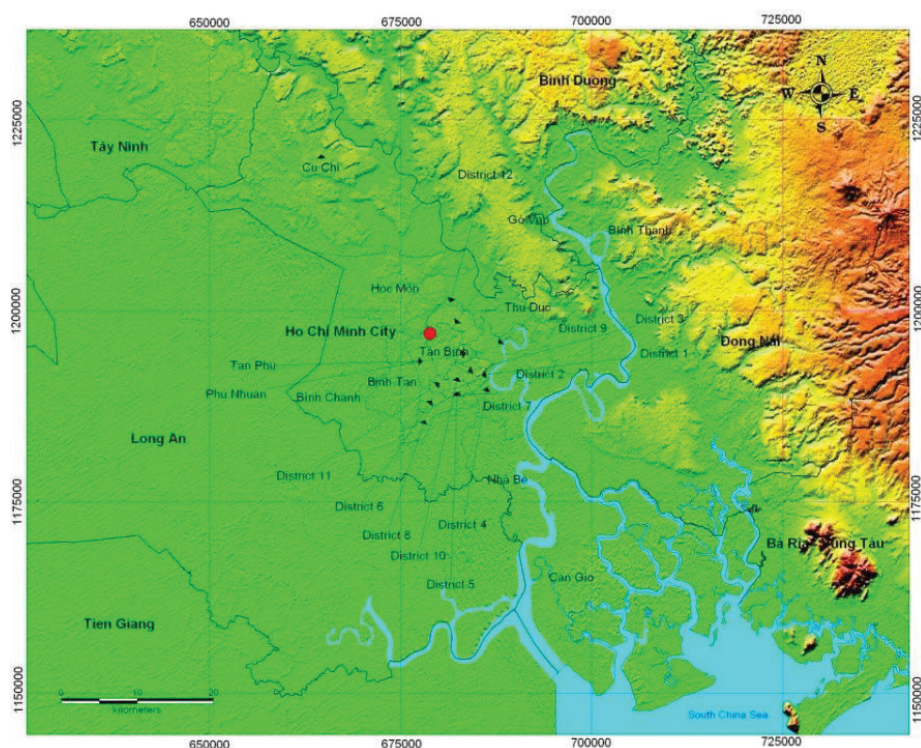 650000 675000 700000 725000
N
W E
S
Binh Duong
1225000 1225000
Tây Ninh
Cu Chi
District 12
Go Vap
Binh Thanh
Hoc Mon
1200000 1200000
Thu Duc
District 3
Ho Chi Minh City
District 9
Dong Nai
Tan Binh
District 1
Tan Phu
Binh Tan
District 2
Phu Nhuan
Binh Chanh
District 7
Long An
District 11
Nha Be
1175000 1175000
District 6
District 4
District 8
Ba Ria Vung Tau
District 10
Can Gio
District 5
Tien Giang
1150000 1150000
0 10 20
kilometers
South China Sea
650000 675000 700000 725000